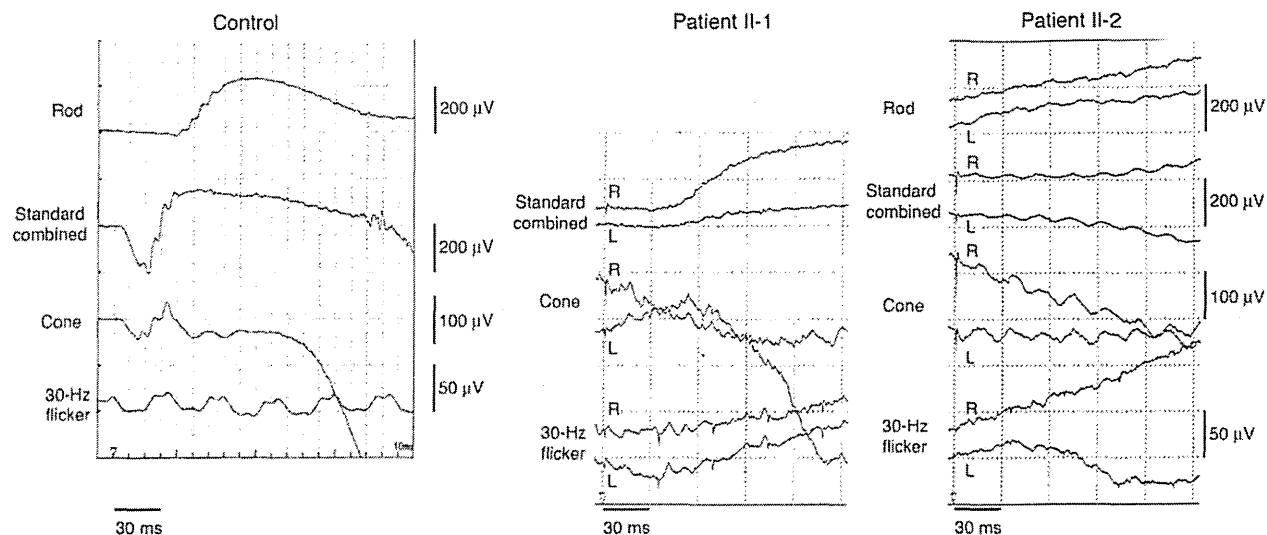 Control
Patient II-1
Patient II-2
Rod
200 μV
Standard
combined
200 μV
Cone
100 μV
30-Hz
flicker
50 μV
7
10ms
30 ms
R
Standard
combined
L
R
Cone
L
R
30-Hz
flicker
L
30 ms
R
Rod
200 μV
L
R
Standard
combined
200 μV
L
R
Cone
100 μV
L
R
30-Hz
flicker
50 μV
L
30 ms